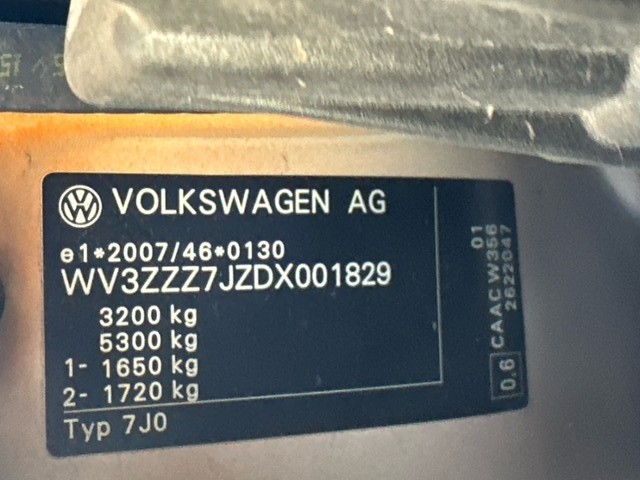 VOLKSWAGEN AG
e1*2007/46*0130
WV3ZZZ7JZDX001829
3200 kg
5300 kg
1- 1650 kg
2- 1720 kg
Typ 7J0
01
CAAC W356
2622047
0.6